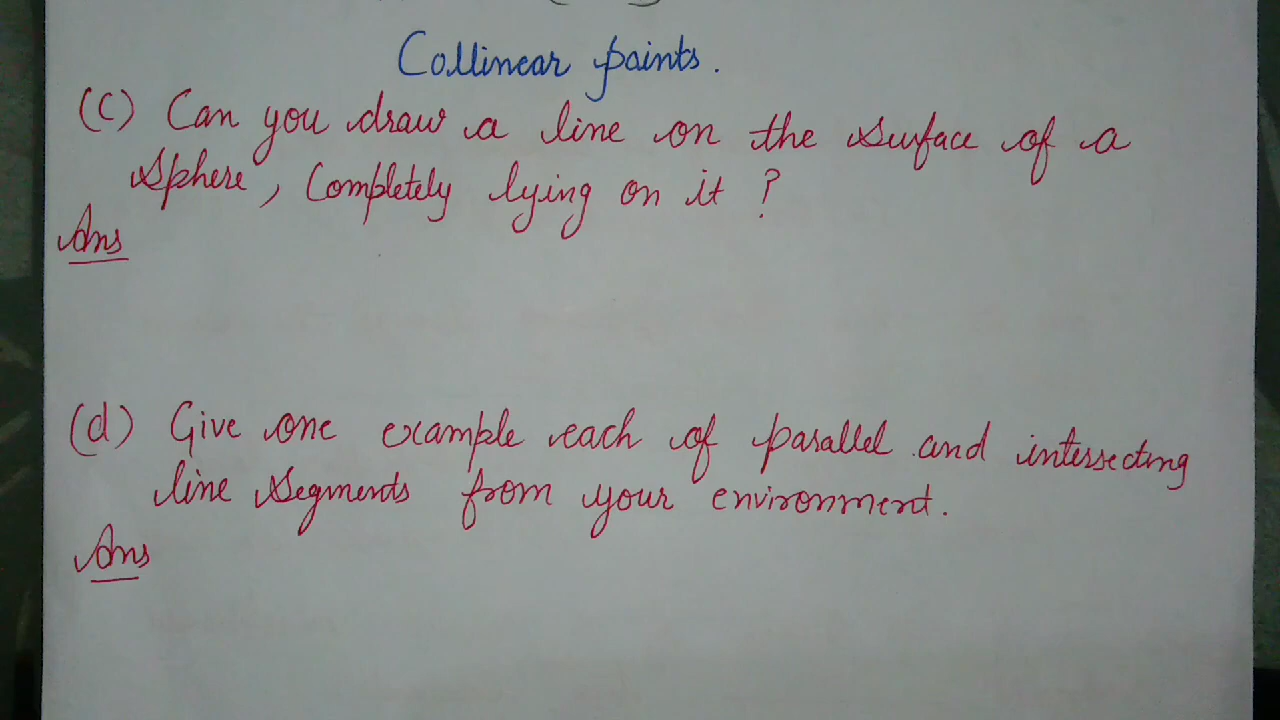 Collinear points.
(C) Can you draw a line on the surface of a
sphere, completely lying on it ?
Ans
(d) Give one example each of parallel and intersecting
line segments from your environment.
Ans